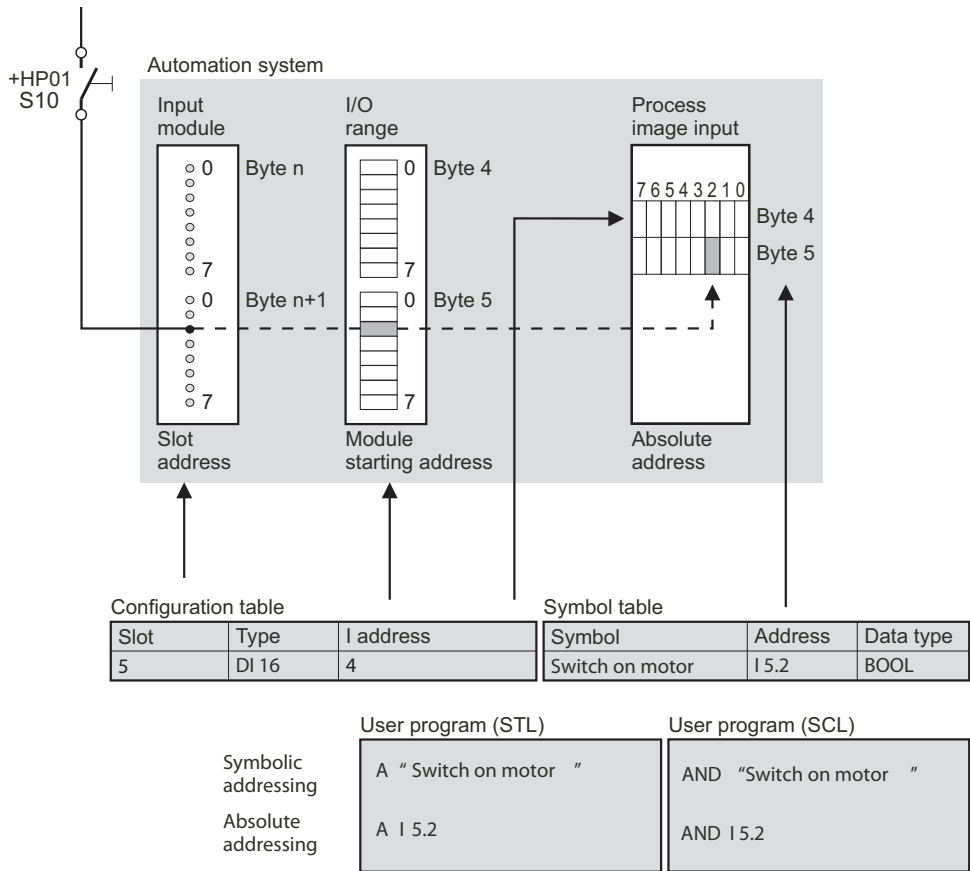 +HP01
S10
Automation system
Input
module
I/O
range
Process
image input
0 Byte n
7
0 Byte n+1
7
0 Byte 4
7
0 Byte 5
7
7 6 5 4 3 2 1 0
Byte 4
Byte 5
Slot
address
Module
starting address
Absolute
address
Configuration table
Slot Type I address
5 DI 16 4
Symbol table
Symbol Address Data type
Switch on motor I 5.2 BOOL
User program (STL)
User program (SCL)
Symbolic
addressing
A “ Switch on motor ”
AND “Switch on motor ”
Absolute
addressing
A I 5.2
AND I 5.2